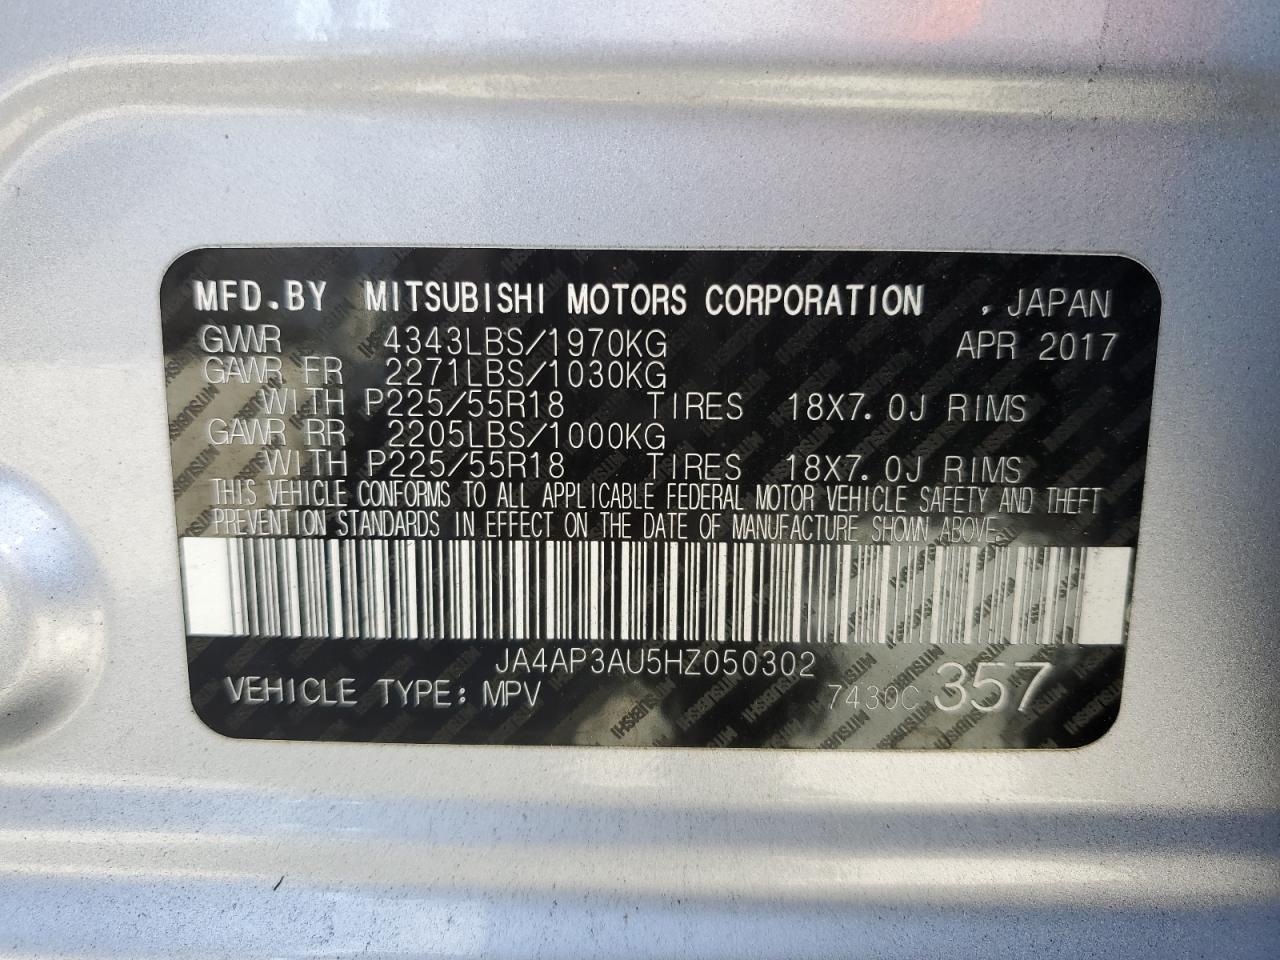 MFD.BY MITSUBISHI MOTORS CORPORATION , JAPAN
GVWR 4343LBS/1970KG APR 2017
GAWR FR 2271LBS/1030KG
WITH P225/55R18 TIRES 18X7.0J RIMS
GAWR RR 2205LBS/1000KG
WITH P225/55R18 TIRES 18X7.0J RIMS
THIS VEHICLE CONFORMS TO ALL APPLICABLE FEDERAL MOTOR VEHICLE SAFETY AND THEFT
PREVENTION STANDARDS IN EFFECT ON THE DATE OF MANUFACTURE SHOWN ABOVE.
JA4AP3AU5HZ050302
VEHICLE TYPE: MPV 7430C 357